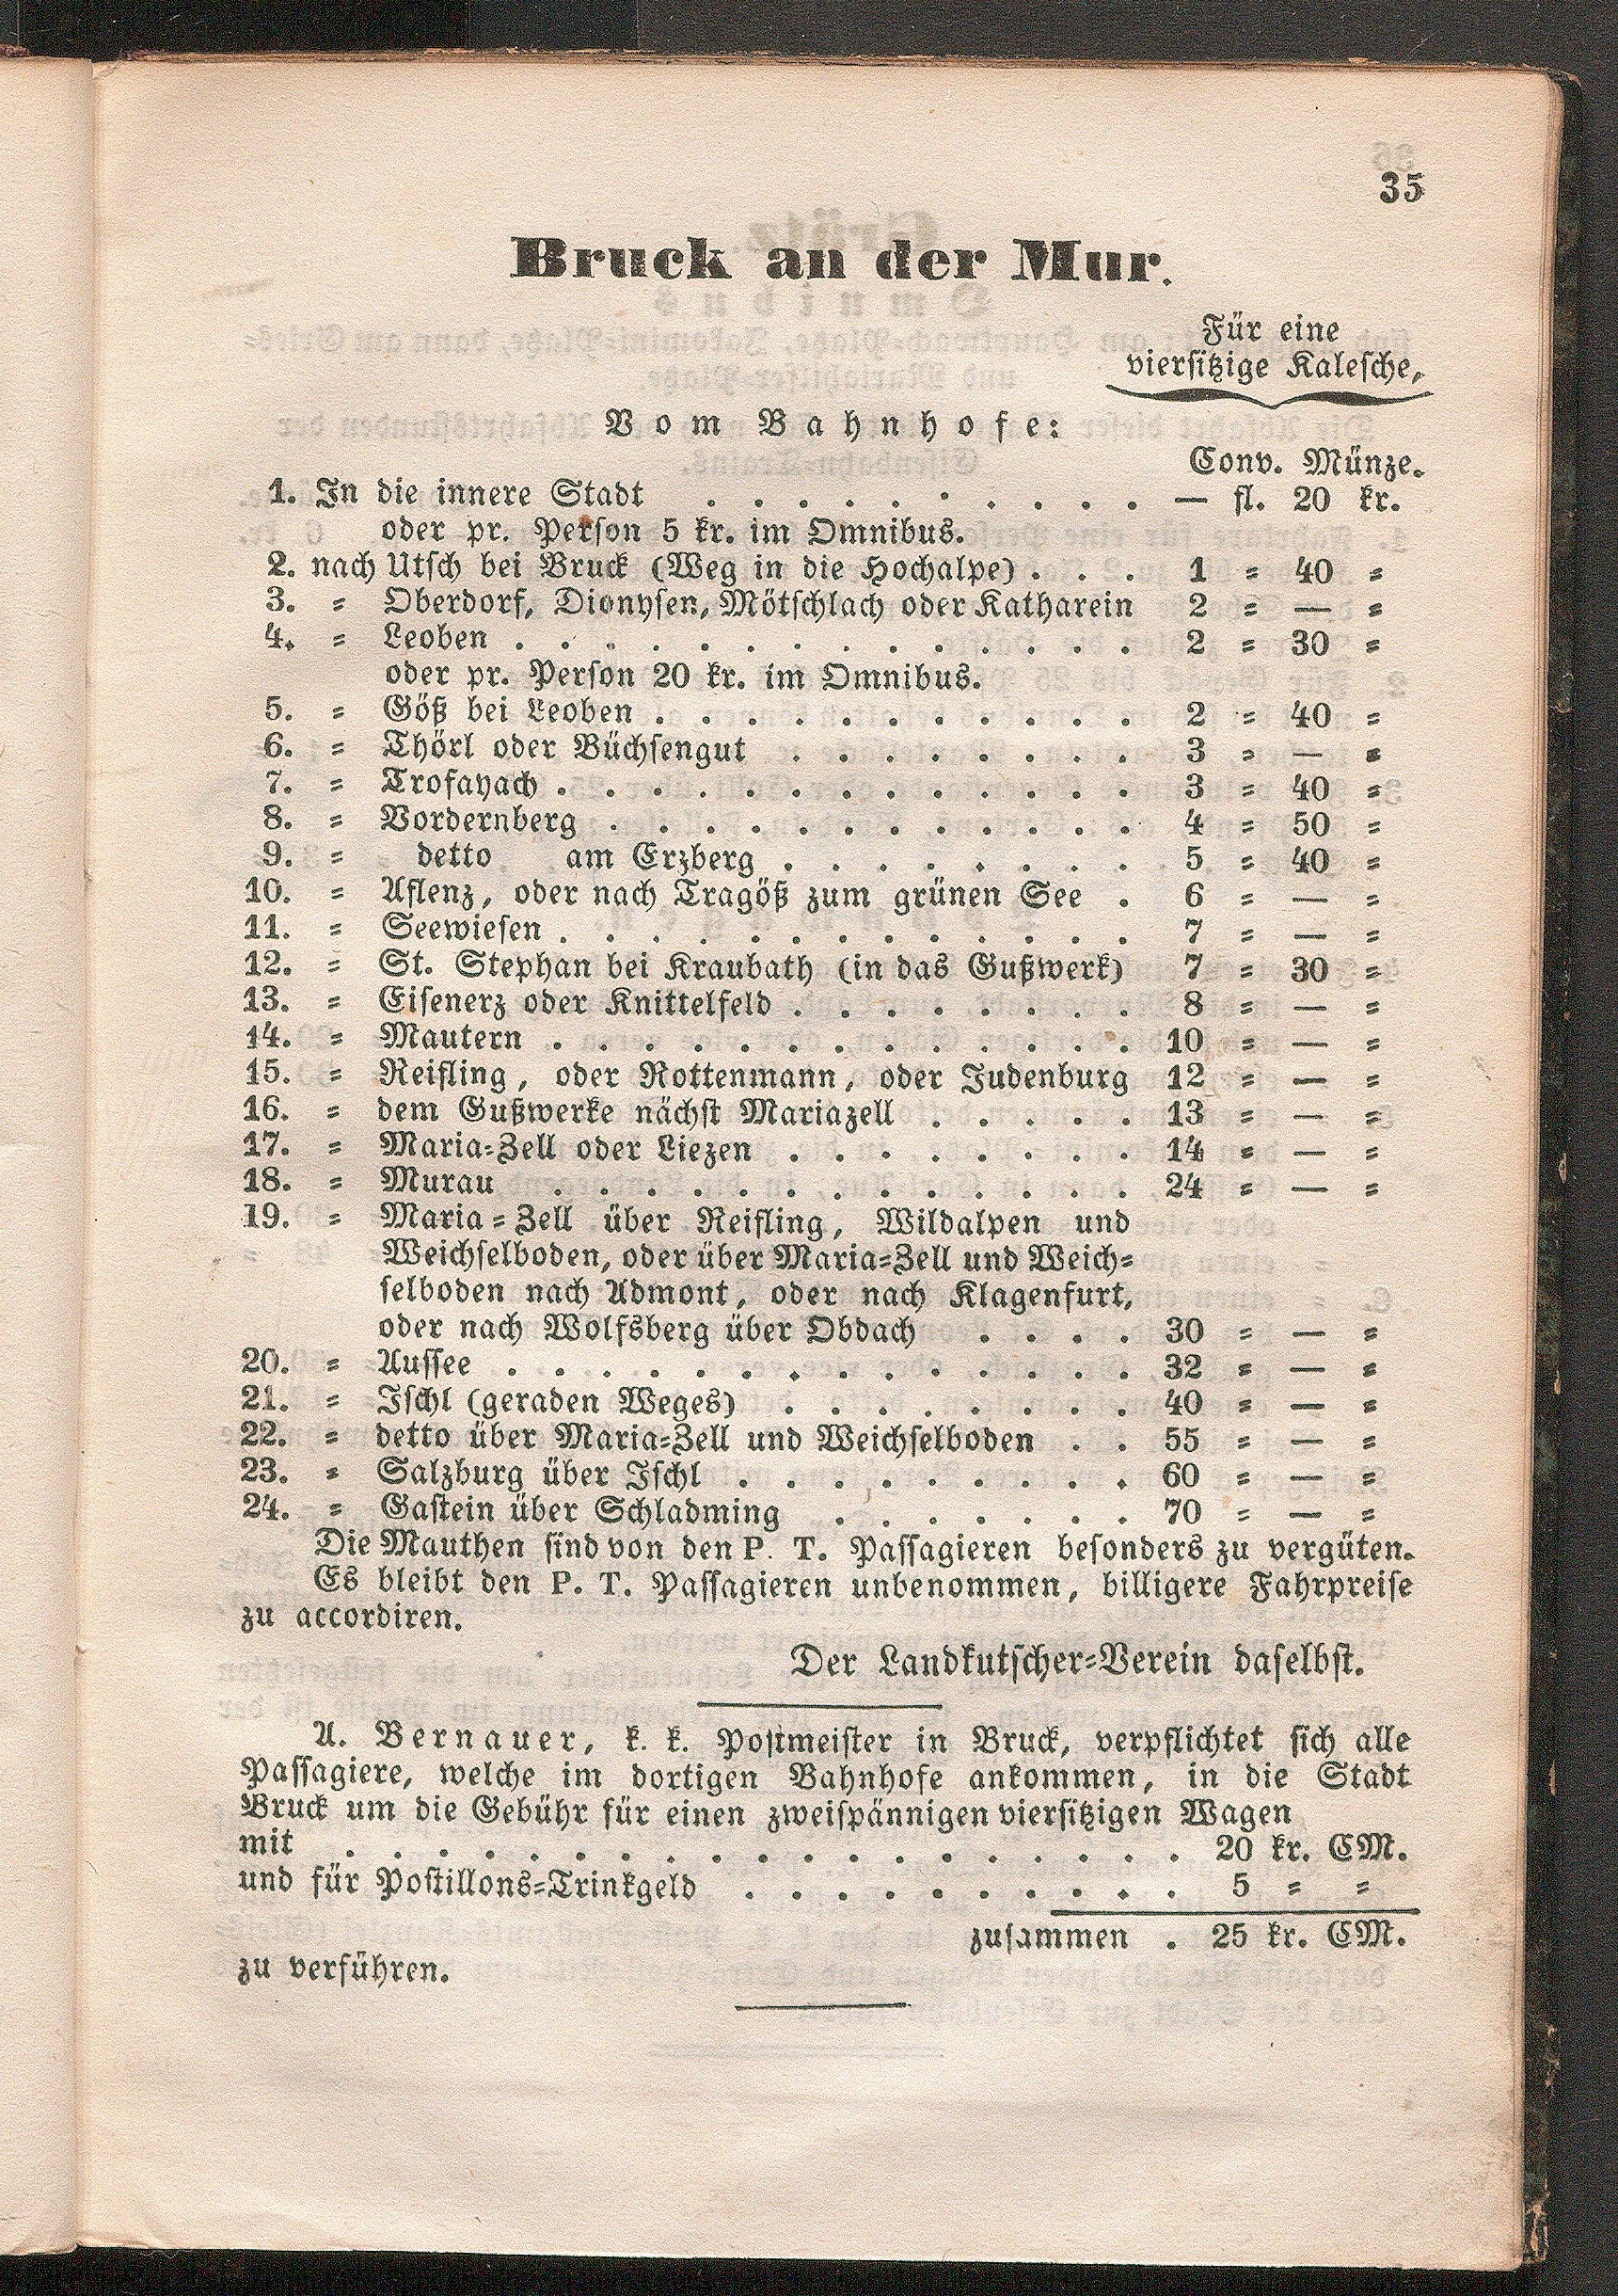 35
Bruck an der Mur.
Für eine
viersitzige Kalesche,
Vom Bahnhofe:
Conv. Münze.
1. In die innere Stadt . . . . . . . . . . — fl. 20 kr.
oder pr. Person 5 kr. im Omnibus.
2. nach Utsch bei Bruck (Weg in die Hochalpe) . . . 1 = 40 =
3. = Oberdorf, Dionysen, Mötschlach oder Katharein 2 = — =
4. = Leoben . . . . . . . . . . . . . . 2 = 30 =
oder pr. Person 20 kr. im Omnibus.
5. = Göß bei Leoben . . . . . . . . . . . 2 = 40 =
6. = Thörl oder Büchsengut . . . . . . . . 3 = — =
7. = Trofayach . . . . . . . . . . . . . 3 = 40 =
8. = Vordernberg . . . . . . . . . . . . 4 = 50 =
9. = detto am Erzberg . . . . . . . . 5 = 40 =
10. = Aflenz, oder nach Tragöß zum grünen See . 6 = — =
11. = Seewiesen . . . . . . . . . . . . . 7 = — =
12. = St. Stephan bei Kraubath (in das Gußwerk) 7 = 30 =
13. = Eisenerz oder Knittelfeld . . . . . . . . 8 = — =
14. = Mautern . . . . . . . . . . . . . 10 = — =
15. = Reifling, oder Rottenmann, oder Judenburg 12 = — =
16. = dem Gußwerke nächst Mariazell . . . . . 13 = — =
17. = Maria=Zell oder Liezen . . . . . . . . 14 = — =
18. = Murau . . . . . . . . . . . . . 24 = — =
19. = Maria=Zell über Reifling, Wildalpen und
Weichselboden, oder über Maria=Zell und Weich=
selboden nach Admont, oder nach Klagenfurt,
oder nach Wolfsberg über Obdach . . . . 30 = — =
20. = Aussee . . . . . . . . . . . . . . 32 = — =
21. = Ischl (geraden Weges) . . . . . . . . 40 = — =
22. = detto über Maria=Zell und Weichselboden . . 55 = — =
23. = Salzburg über Ischl . . . . . . . . . 60 = — =
24. = Gastein über Schladming . . . . . . . 70 = — =
Die Mauthen sind von den P. T. Passagieren besonders zu vergüten.
Es bleibt den P. T. Passagieren unbenommen, billigere Fahrpreise
zu accordiren.
Der Landkutscher=Verein daselbst.
A. Bernauer, k. k. Postmeister in Bruck, verpflichtet sich alle
Passagiere, welche im dortigen Bahnhofe ankommen, in die Stadt
Bruck um die Gebühr für einen zweispännigen viersitzigen Wagen
mit . . . . . . . . . . . . . . . . . . . 20 kr. CM.
und für Postillons=Trinkgeld . . . . . . . . . . 5 = =
zusammen . 25 kr. CM.
zu verführen.